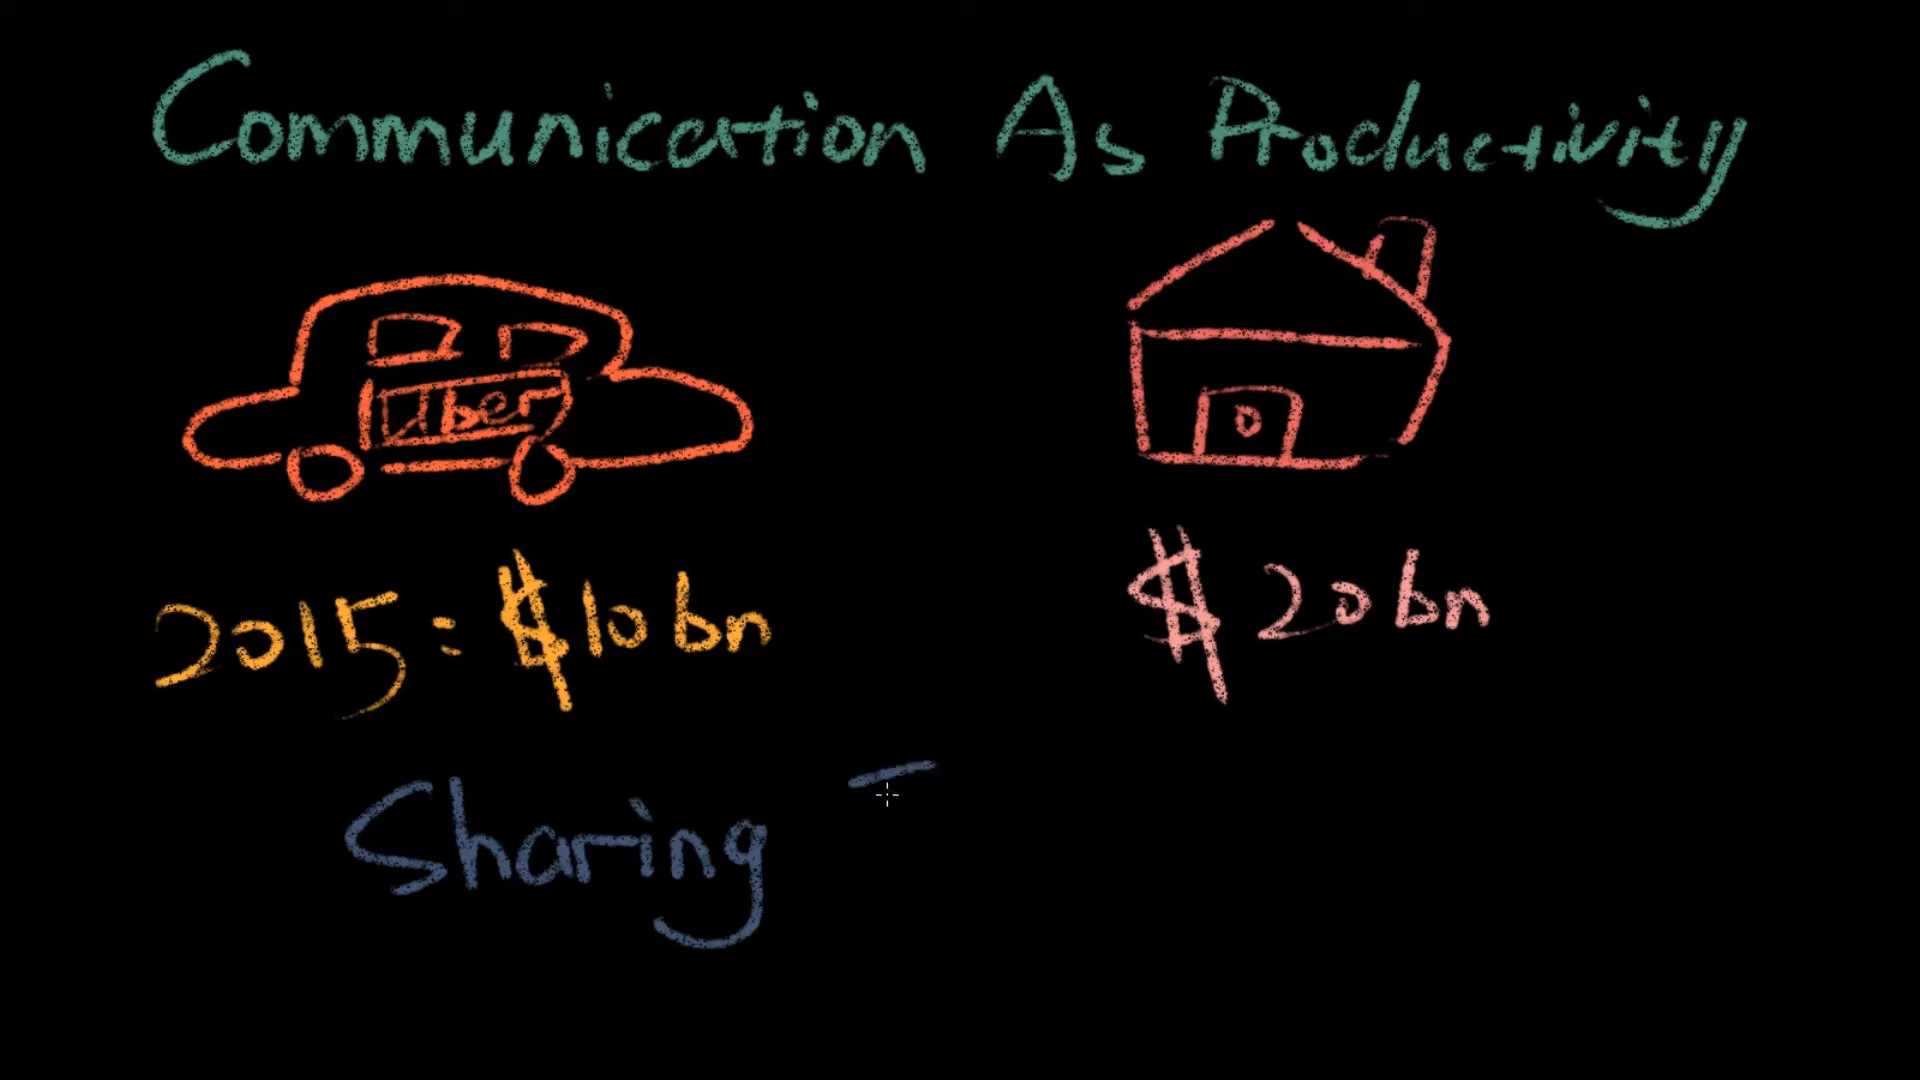 Communication As Productivity
Uber
2015 = $10bn
$20bn
Sharing